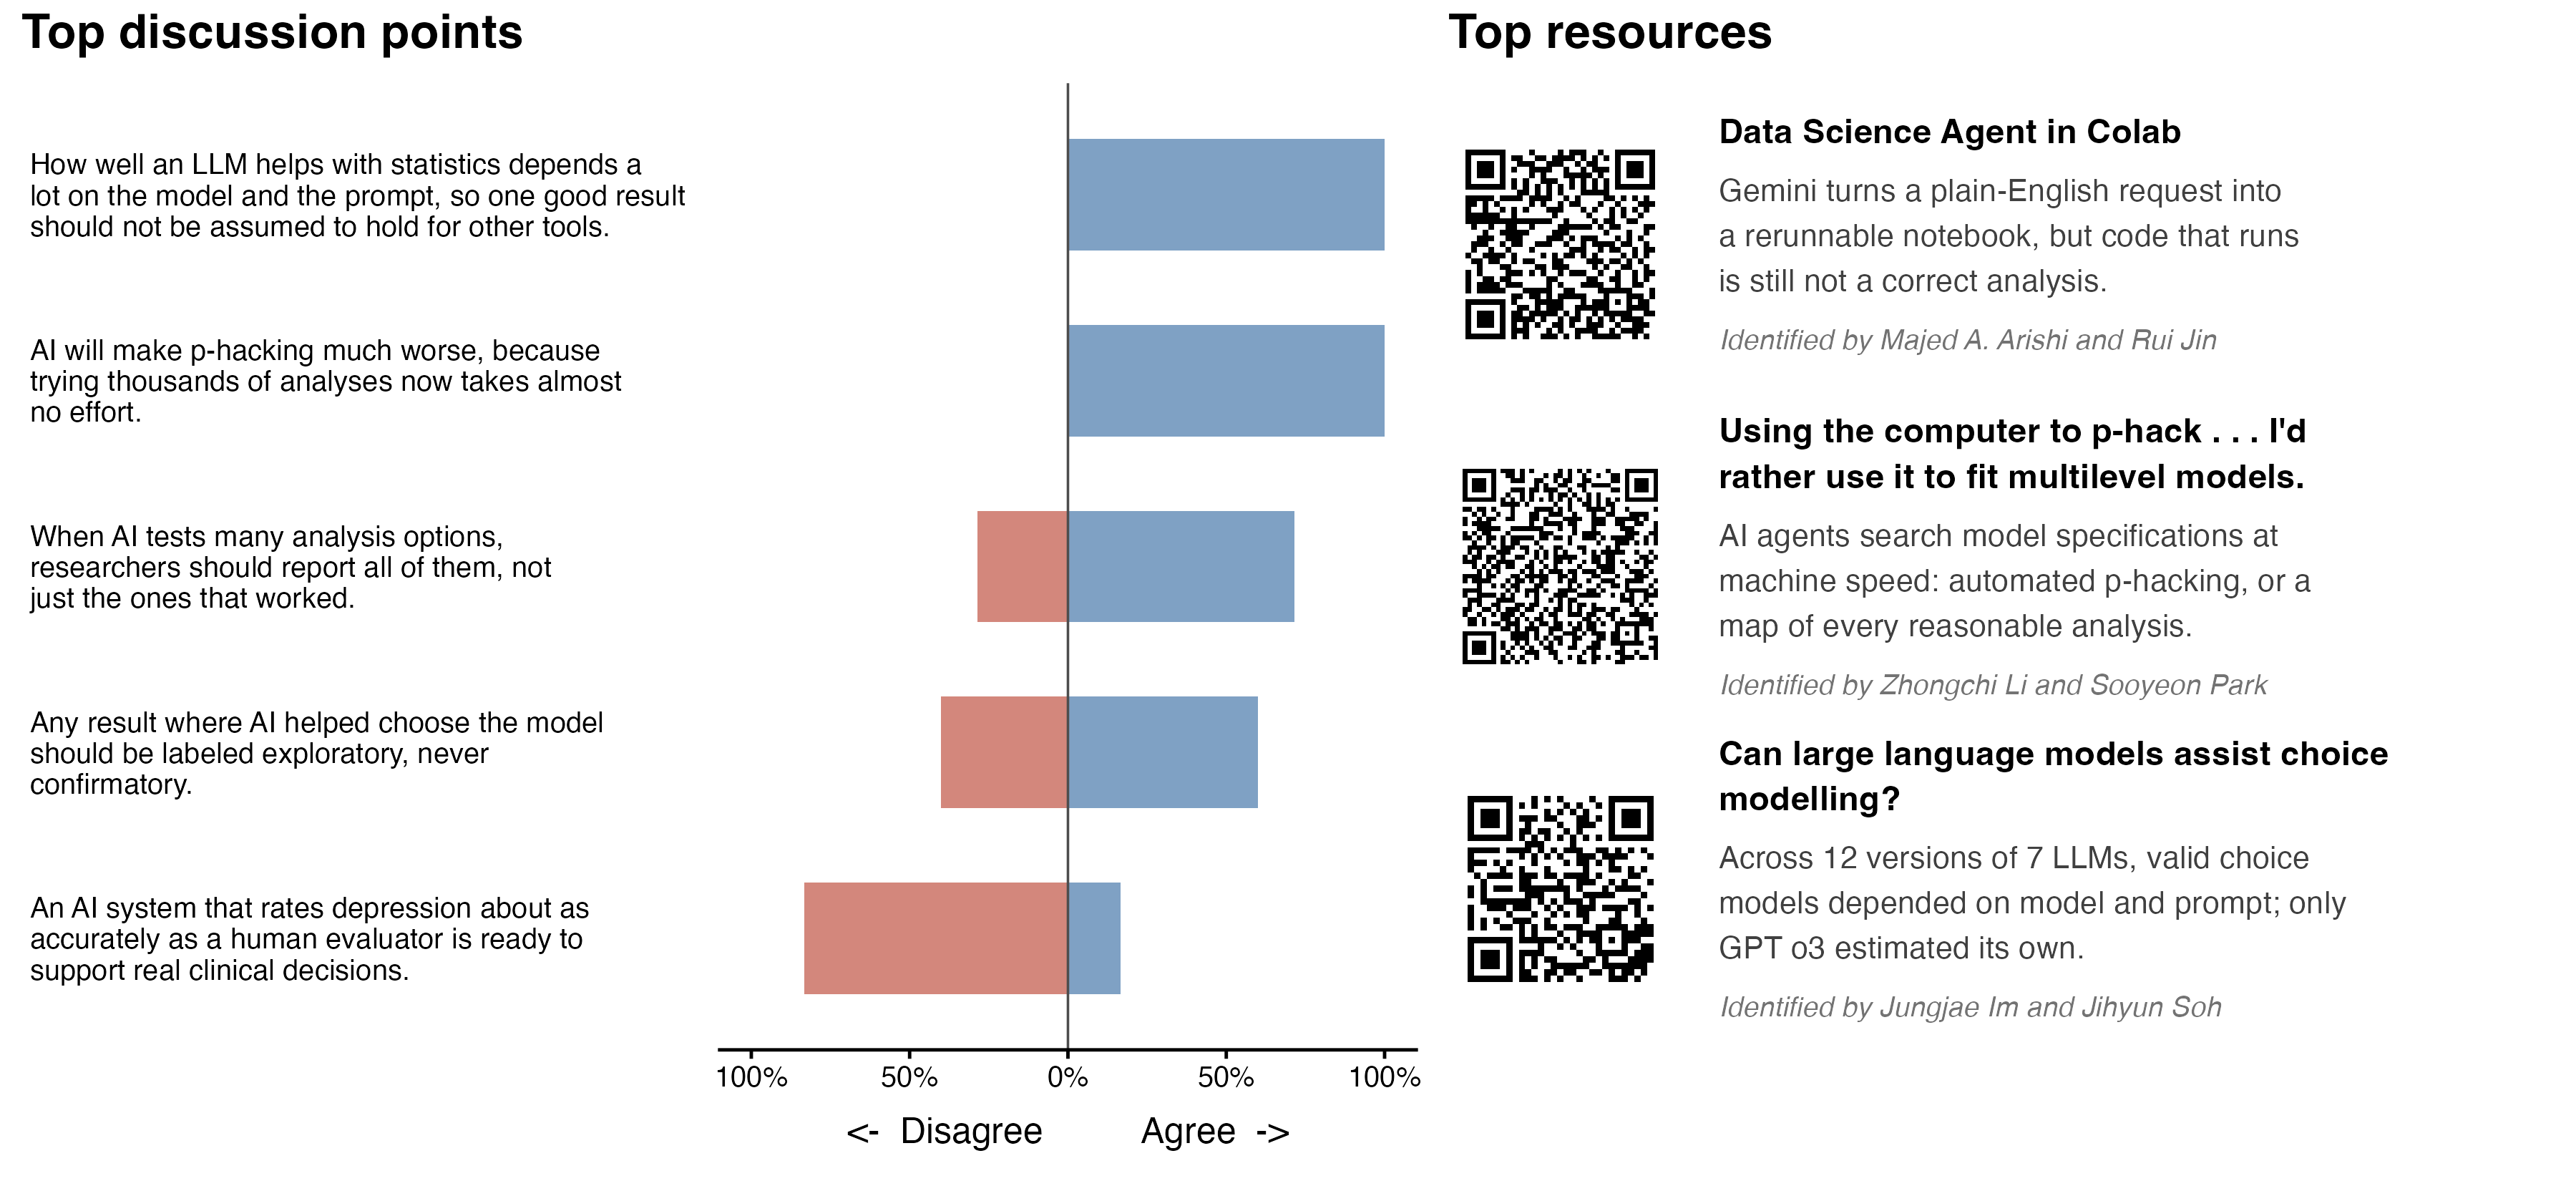 Top discussion points
How well an LLM helps with statistics depends a
lot on the model and the prompt, so one good result
should not be assumed to hold for other tools.
AI will make p-hacking much worse, because
trying thousands of analyses now takes almost
no effort.
When AI tests many analysis options,
researchers should report all of them, not
just the ones that worked.
Any result where AI helped choose the model
should be labeled exploratory, never
confirmatory.
An AI system that rates depression about as
accurately as a human evaluator is ready to
support real clinical decisions.
100% 50% 0% 50% 100%
<- Disagree Agree ->
Top resources
Data Science Agent in Colab
Gemini turns a plain-English request into
a rerunnable notebook, but code that runs
is still not a correct analysis.
Identified by Majed A. Arishi and Rui Jin
Using the computer to p-hack . . . I'd
rather use it to fit multilevel models.
AI agents search model specifications at
machine speed: automated p-hacking, or a
map of every reasonable analysis.
Identified by Zhongchi Li and Sooyeon Park
Can large language models assist choice
modelling?
Across 12 versions of 7 LLMs, valid choice
models depended on model and prompt; only
GPT o3 estimated its own.
Identified by Jungjae Im and Jihyun Soh